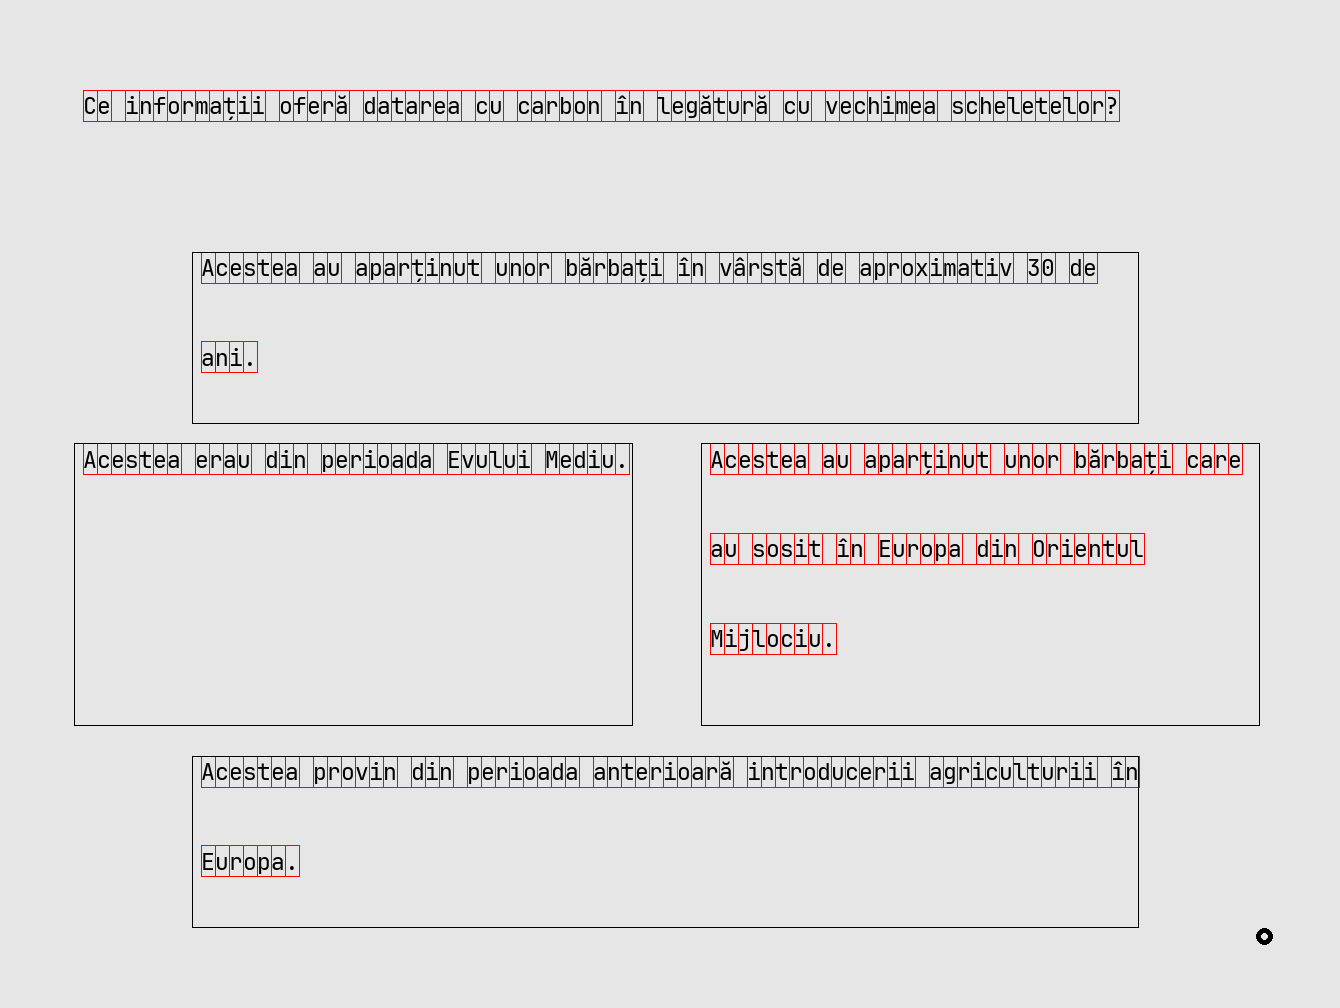 Ce informații oferă datarea cu carbon în legătură cu vechimea scheletelor?
Acestea au aparținut unor bărbați în vârstă de aproximativ 30 de
ani.
Acestea erau din perioada Evului Mediu.
Acestea au aparținut unor bărbați care
au sosit în Europa din Orientul
Mijlociu.
Acestea provin din perioada anterioară introducerii agriculturii în
Europa.